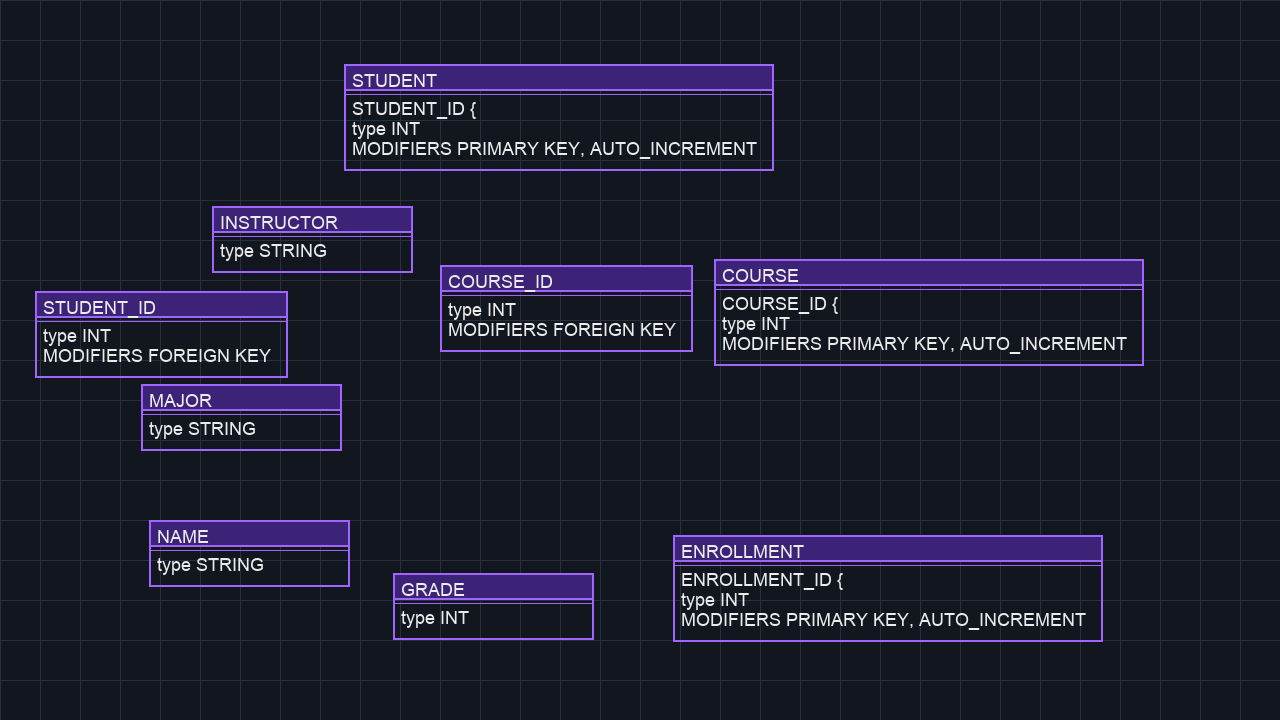 STUDENT
STUDENT_ID {
type INT
MODIFIERS PRIMARY KEY, AUTO_INCREMENT
INSTRUCTOR
type STRING
COURSE_ID
type INT
MODIFIERS FOREIGN KEY
COURSE
COURSE_ID {
type INT
MODIFIERS PRIMARY KEY, AUTO_INCREMENT
STUDENT_ID
type INT
MODIFIERS FOREIGN KEY
MAJOR
type STRING
NAME
type STRING
GRADE
type INT
ENROLLMENT
ENROLLMENT_ID {
type INT
MODIFIERS PRIMARY KEY, AUTO_INCREMENT